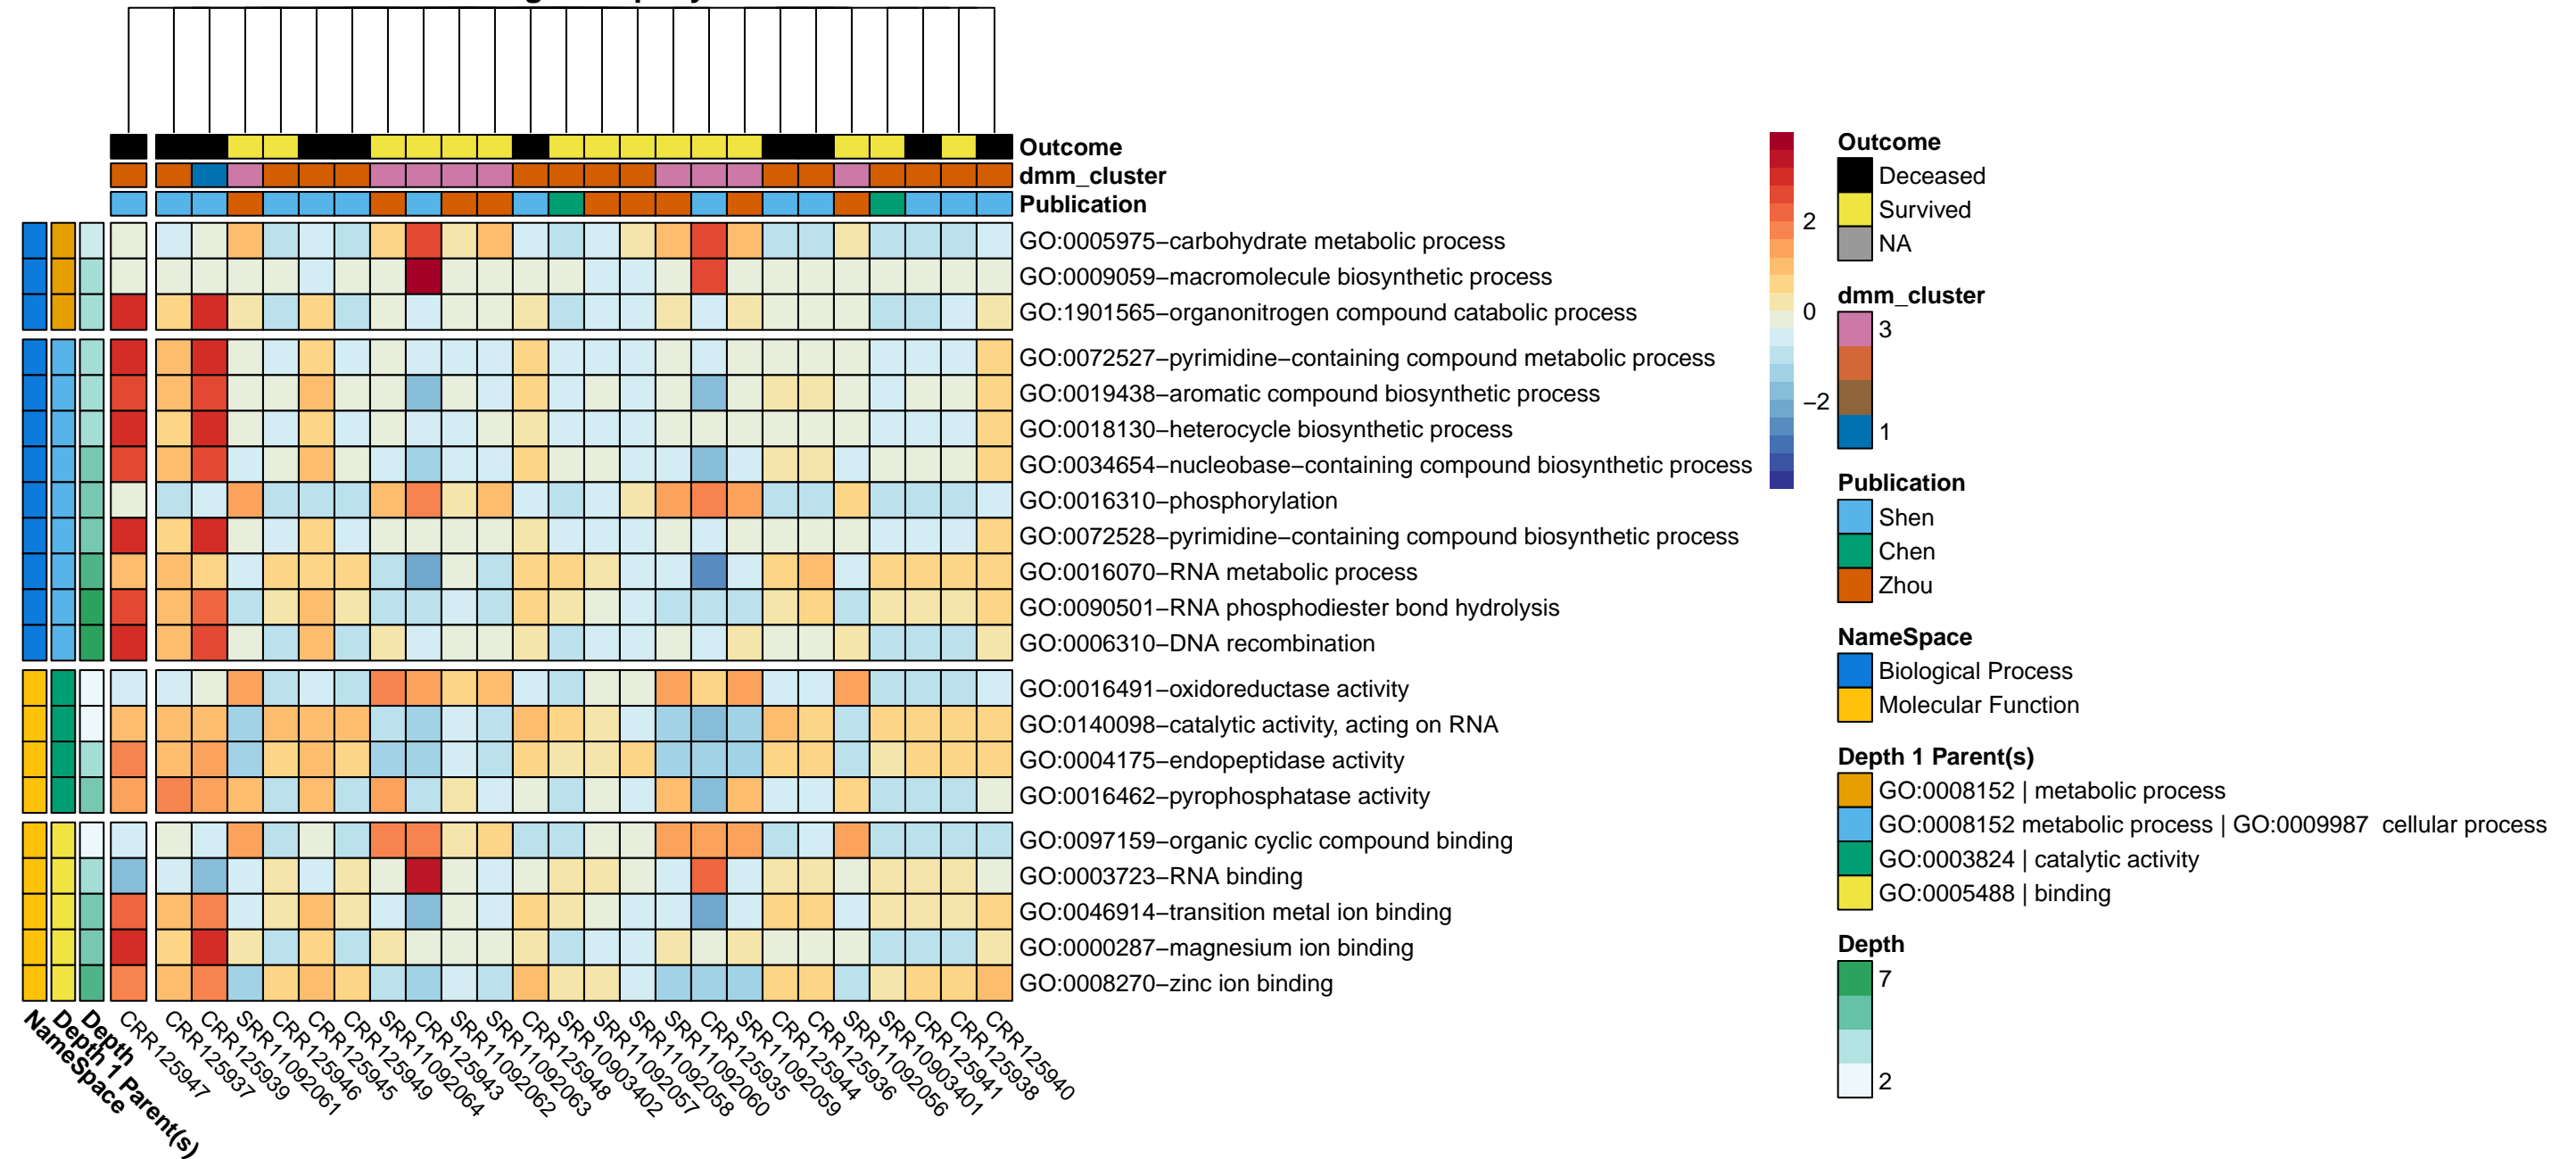 Outcome
dmm_cluster
Publication
GO:0005975−carbohydrate metabolic process
GO:0009059−macromolecule biosynthetic process
GO:1901565−organonitrogen compound catabolic process
GO:0072527−pyrimidine−containing compound metabolic process
GO:0019438−aromatic compound biosynthetic process
GO:0018130−heterocycle biosynthetic process
GO:0034654−nucleobase−containing compound biosynthetic process
GO:0016310−phosphorylation
GO:0072528−pyrimidine−containing compound biosynthetic process
GO:0016070−RNA metabolic process
GO:0090501−RNA phosphodiester bond hydrolysis
GO:0006310−DNA recombination
GO:0016491−oxidoreductase activity
GO:0140098−catalytic activity, acting on RNA
GO:0004175−endopeptidase activity
GO:0016462−pyrophosphatase activity
GO:0097159−organic cyclic compound binding
GO:0003723−RNA binding
GO:0046914−transition metal ion binding
GO:0000287−magnesium ion binding
GO:0008270−zinc ion binding
NameSpace
Depth 1 Parent(s)
Depth
CRR125947
CRR125937
CRR125939
SRR11092061
CRR125946
CRR125945
CRR125949
SRR11092064
CRR125943
SRR11092062
SRR11092063
CRR125948
SRR10903402
SRR11092057
SRR11092058
SRR11092060
CRR125935
SRR11092059
CRR125944
CRR125936
SRR11092056
SRR10903401
CRR125941
CRR125938
CRR125940
2
0
−2
Outcome
Deceased
Survived
NA
dmm_cluster
3
1
Publication
Shen
Chen
Zhou
NameSpace
Biological Process
Molecular Function
Depth 1 Parent(s)
GO:0008152 | metabolic process
GO:0008152 metabolic process | GO:0009987 cellular process
GO:0003824 | catalytic activity
GO:0005488 | binding
Depth
7
2